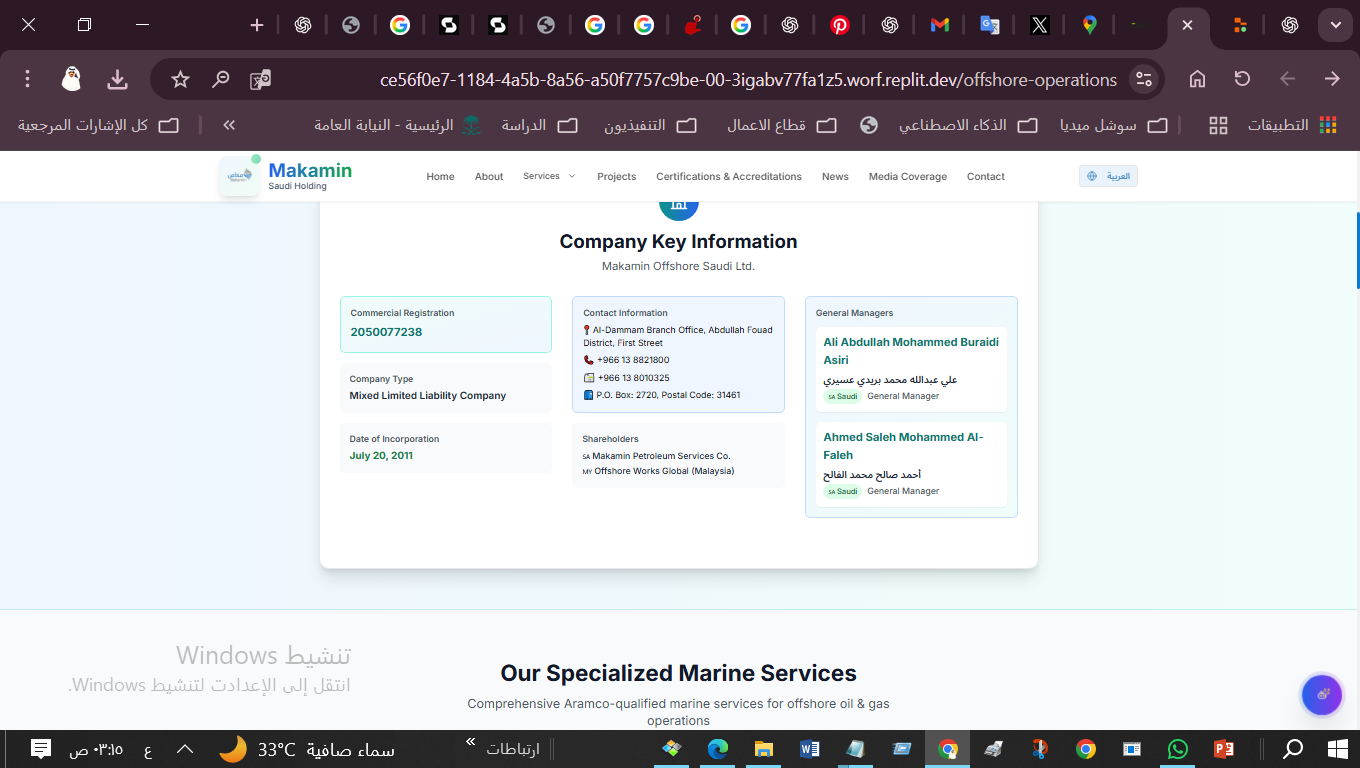 ce56f0e7-1184-4a5b-8a56-a50f7757c9be-00-3igabv77fa1z5.worf.replit.dev/offshore-operations
التطبيقات
سوشل ميديا
الذكاء الاصطناعي
قطاع الاعمال
التنفيذيون
الدراسة
الرئيسية - النيابة العامة
»
كل الإشارات المرجعية
Makamin
Saudi Holding
Home
About
Services
Projects
Certifications & Accreditations
News
Media Coverage
Contact
العربية
Company Key Information
Makamin Offshore Saudi Ltd.
Commercial Registration
2050077238
Company Type
Mixed Limited Liability Company
Date of Incorporation
July 20, 2011
Contact Information
📍 Al-Dammam Branch Office, Abdullah Fouad
District, First Street
📞 +966 13 8821800
📠 +966 13 8010325
📮 P.O. Box: 2720, Postal Code: 31461
Shareholders
SA Makamin Petroleum Services Co.
MY Offshore Works Global (Malaysia)
General Managers
Ali Abdullah Mohammed Buraidi
Asiri
علي عبدالله محمد بريدي عسيري
SA Saudi General Manager
Ahmed Saleh Mohammed Al-
Faleh
أحمد صالح محمد الفالح
SA Saudi General Manager
Our Specialized Marine Services
Comprehensive Aramco-qualified marine services for offshore oil & gas
operations
تنشيط Windows
انتقل إلى الإعدادت لتنشيط Windows.
ارتباطات
»
33°C سماء صافية
ع
٠٣:١٥ ص